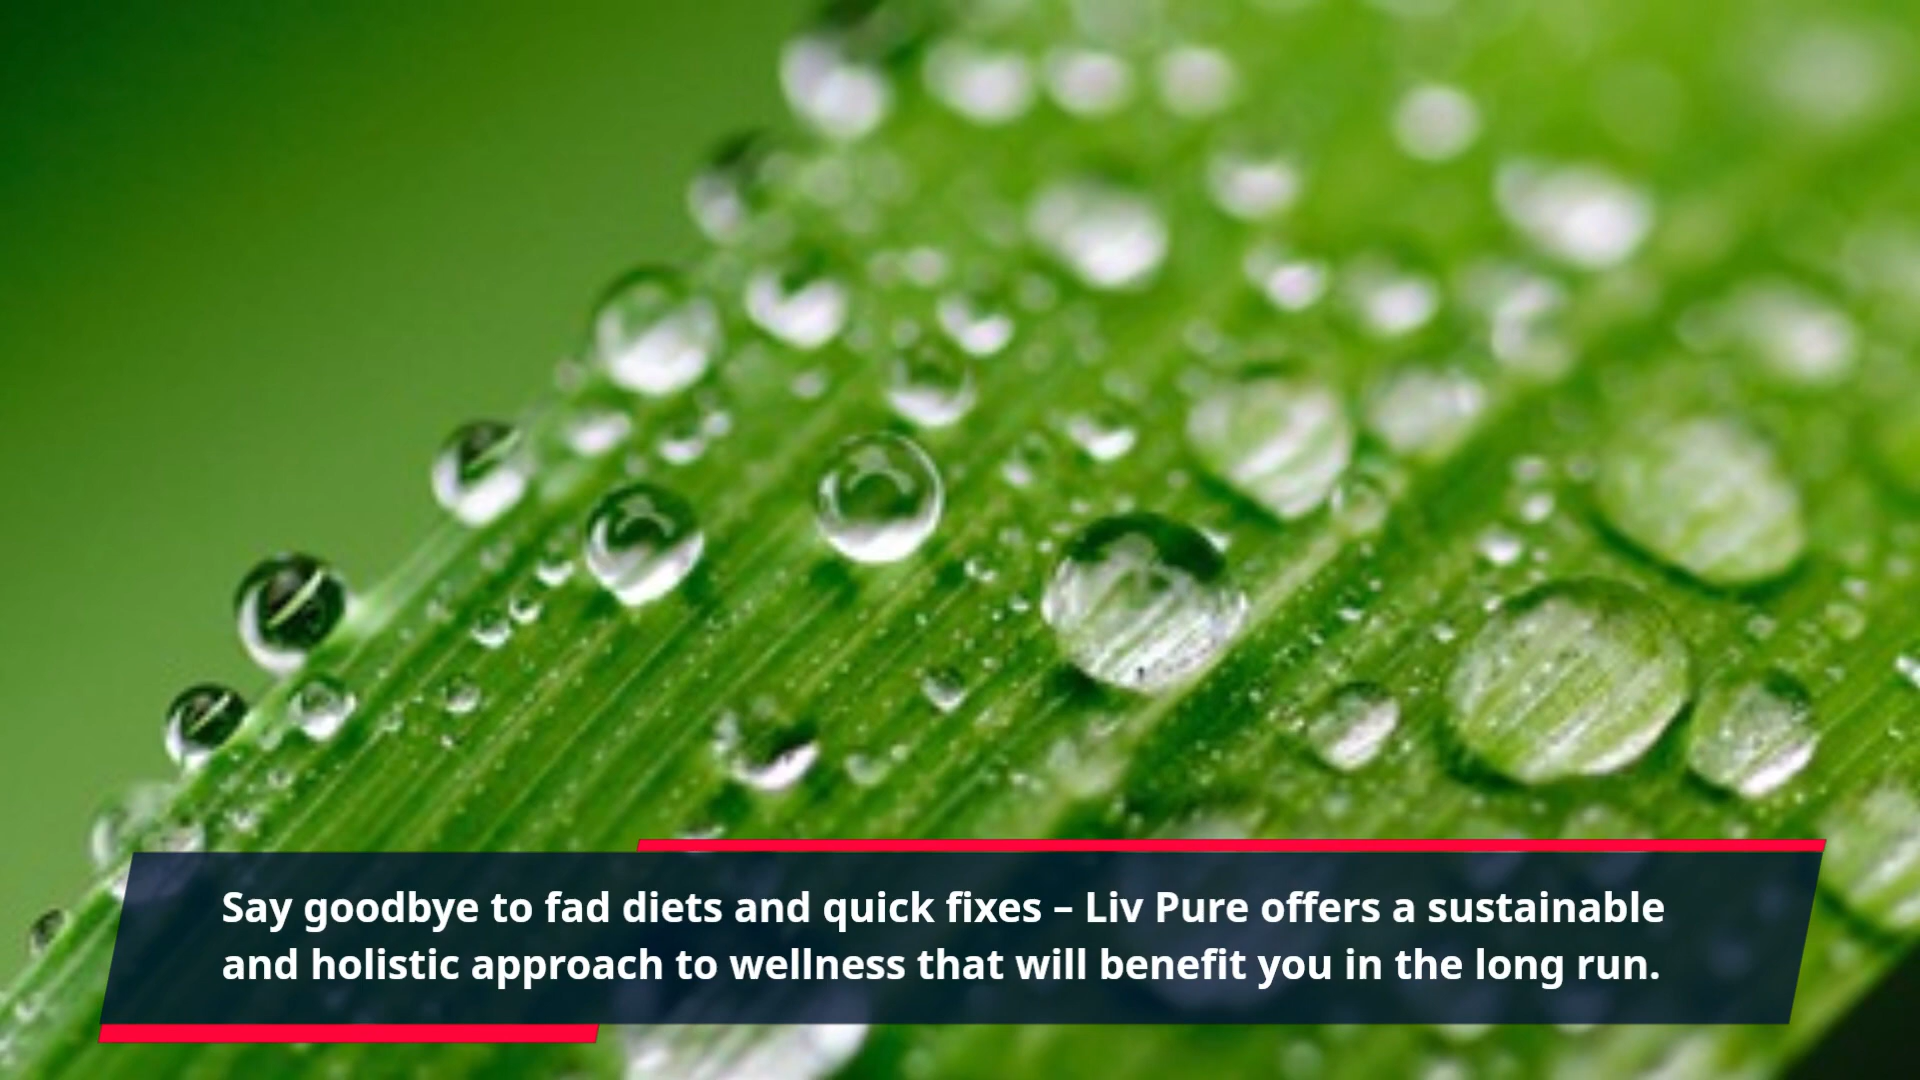 Say goodbye to fad diets and quick fixes – Liv Pure offers a sustainable
and holistic approach to wellness that will benefit you in the long run.